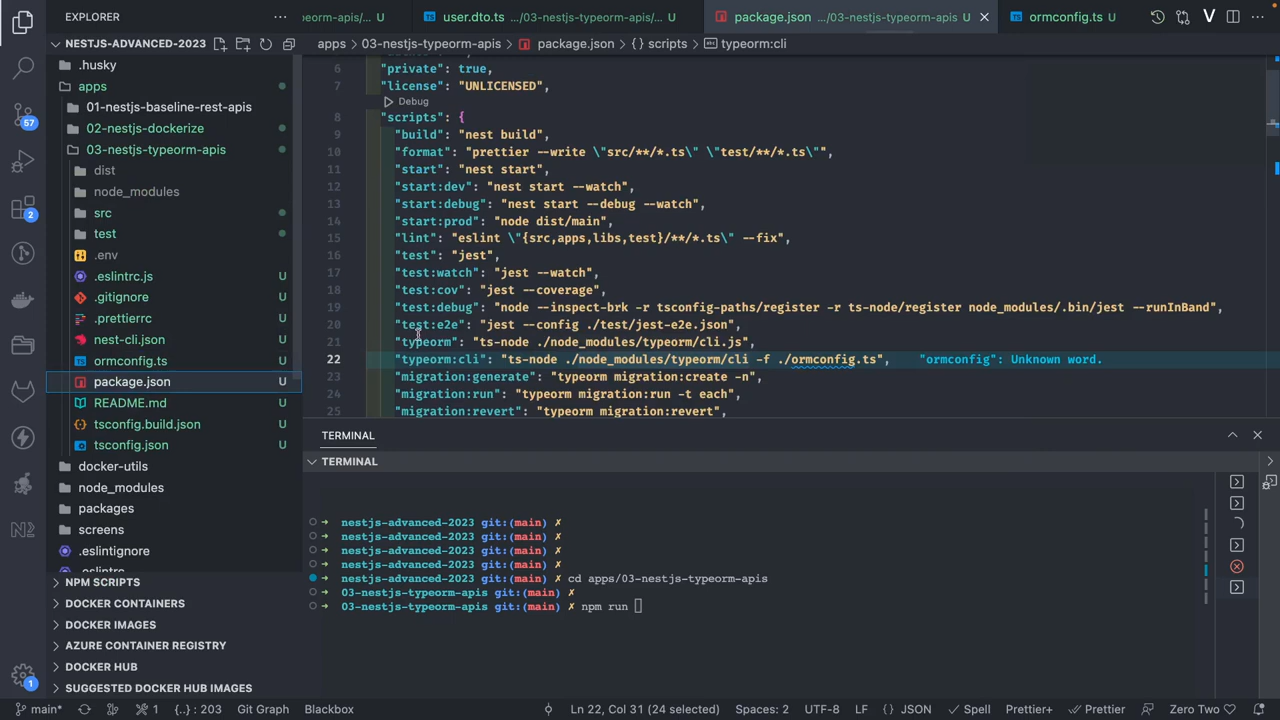 EXPLORER
NESTJS-ADVANCED-2023
.husky
apps
01-nestjs-baseline-rest-apis
02-nestjs-dockerize
03-nestjs-typeorm-apis
dist
node_modules
src
test
.env
.eslintrc.js U
.gitignore U
.prettierrc U
nest-cli.json U
ormconfig.ts U
package.json U
README.md U
tsconfig.build.json U
tsconfig.json U
docker-utils
node_modules
packages
screens
.eslintignore
NPM SCRIPTS
DOCKER CONTAINERS
DOCKER IMAGES
AZURE CONTAINER REGISTRY
DOCKER HUB
SUGGESTED DOCKER HUB IMAGES
57
2
1
.../03-nestjs-typeorm-apis/ U
user.dto.ts .../03-nestjs-typeorm-apis/... U
package.json .../03-nestjs-typeorm-apis U
ormconfig.ts U
apps > 03-nestjs-typeorm-apis > package.json > {} scripts > typeorm:cli
6 "private": true,
7 "license": "UNLICENSED",
Debug
8 "scripts": {
9 "build": "nest build",
10 "format": "prettier --write \"src/**/*.ts\" \"test/**/*.ts\"",
11 "start": "nest start",
12 "start:dev": "nest start --watch",
13 "start:debug": "nest start --debug --watch",
14 "start:prod": "node dist/main",
15 "lint": "eslint \"{src,apps,libs,test}/**/*.ts\" --fix",
16 "test": "jest",
17 "test:watch": "jest --watch",
18 "test:cov": "jest --coverage",
19 "test:debug": "node --inspect-brk -r tsconfig-paths/register -r ts-node/register node_modules/.bin/jest --runInBand",
20 "test:e2e": "jest --config ./test/jest-e2e.json",
21 "typeorm": "ts-node ./node_modules/typeorm/cli.js",
22 "typeorm:cli": "ts-node ./node_modules/typeorm/cli -f ./ormconfig.ts", "ormconfig": Unknown word.
23 "migration:generate": "typeorm migration:create -n",
24 "migration:run": "typeorm migration:run -t each",
25 "migration:revert": "typeorm migration:revert",
TERMINAL
TERMINAL
nestjs-advanced-2023 git:(main) ✗
nestjs-advanced-2023 git:(main) ✗
nestjs-advanced-2023 git:(main) ✗
nestjs-advanced-2023 git:(main) ✗
nestjs-advanced-2023 git:(main) ✗ cd apps/03-nestjs-typeorm-apis
03-nestjs-typeorm-apis git:(main) ✗
03-nestjs-typeorm-apis git:(main) ✗ npm run
main* 1 {..} : 203 Git Graph Blackbox Ln 22, Col 31 (24 selected) Spaces: 2 UTF-8 LF {} JSON Spell Prettier+ Prettier Zero Two